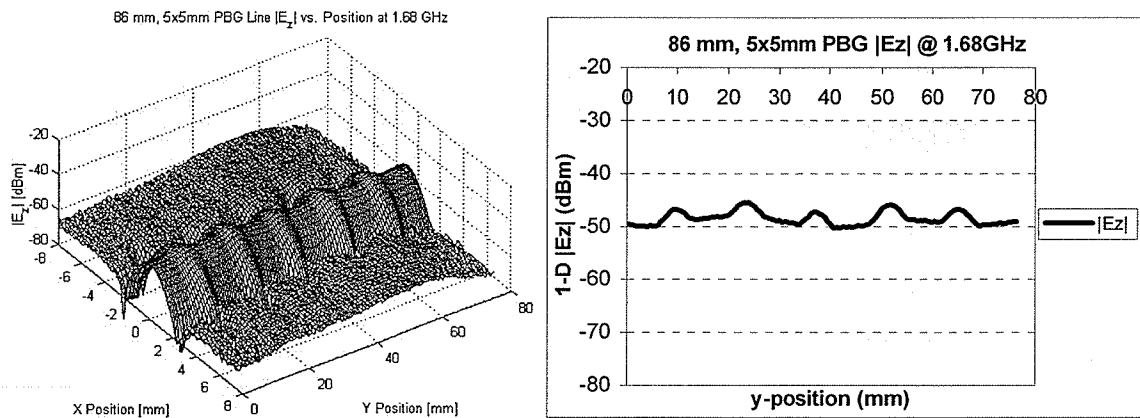 86 mm, 5x5mm PBG Line |E_z| vs. Position at 1.68 GHz
-20
-40
-60
-80
|E_z| [dBm]
-8
-6
-4
-2
0
2
4
6
8
X Position [mm]
0
20
40
60
80
Y Position [mm]
86 mm, 5x5mm PBG |Ez| @ 1.68GHz
-20
-30
-40
-50
-60
-70
-80
1-D |Ez| (dBm)
0 10 20 30 40 50 60 70 80
|Ez|
y-position (mm)